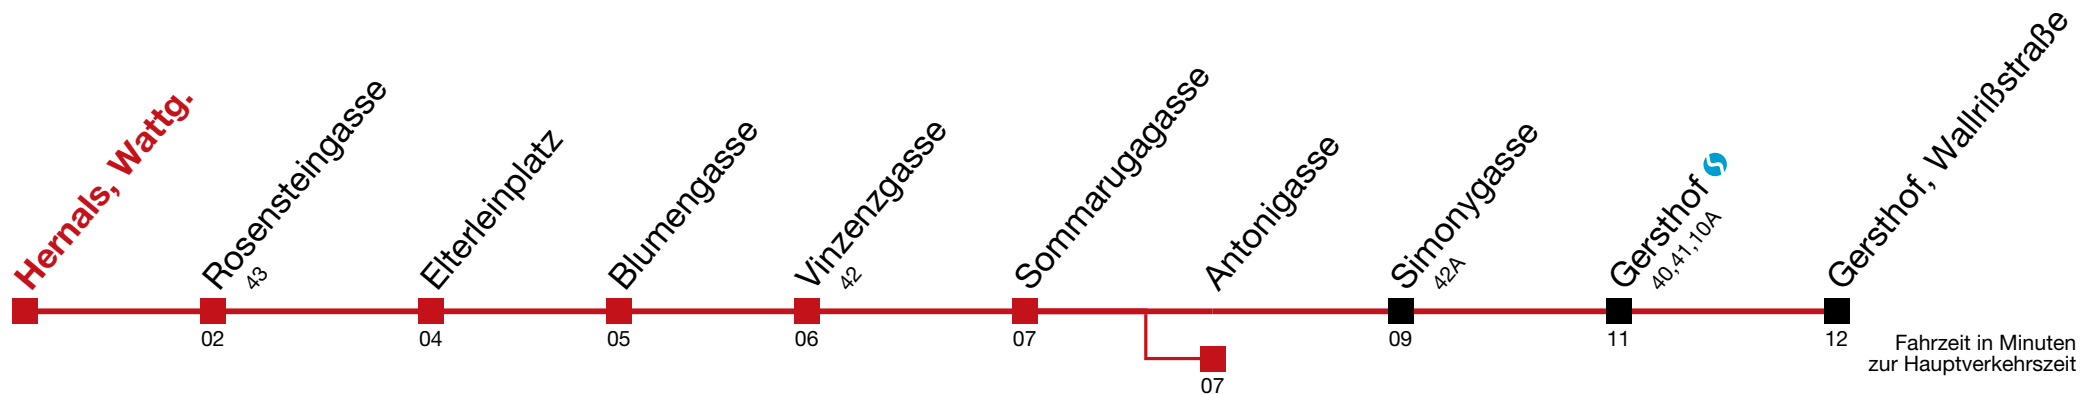 Hernals, Wattg.
Rosensteingasse
43
Elterleinplatz
Blumengasse
Vinzenzgasse
42
Sommarugagasse
Antonigasse
Simonygasse
42A
Gersthof
40,41,10A
Gersthof, Wallrißstraße
02
04
05
06
07
09
11
12
07
Fahrzeit in Minuten
zur Hauptverkehrszeit